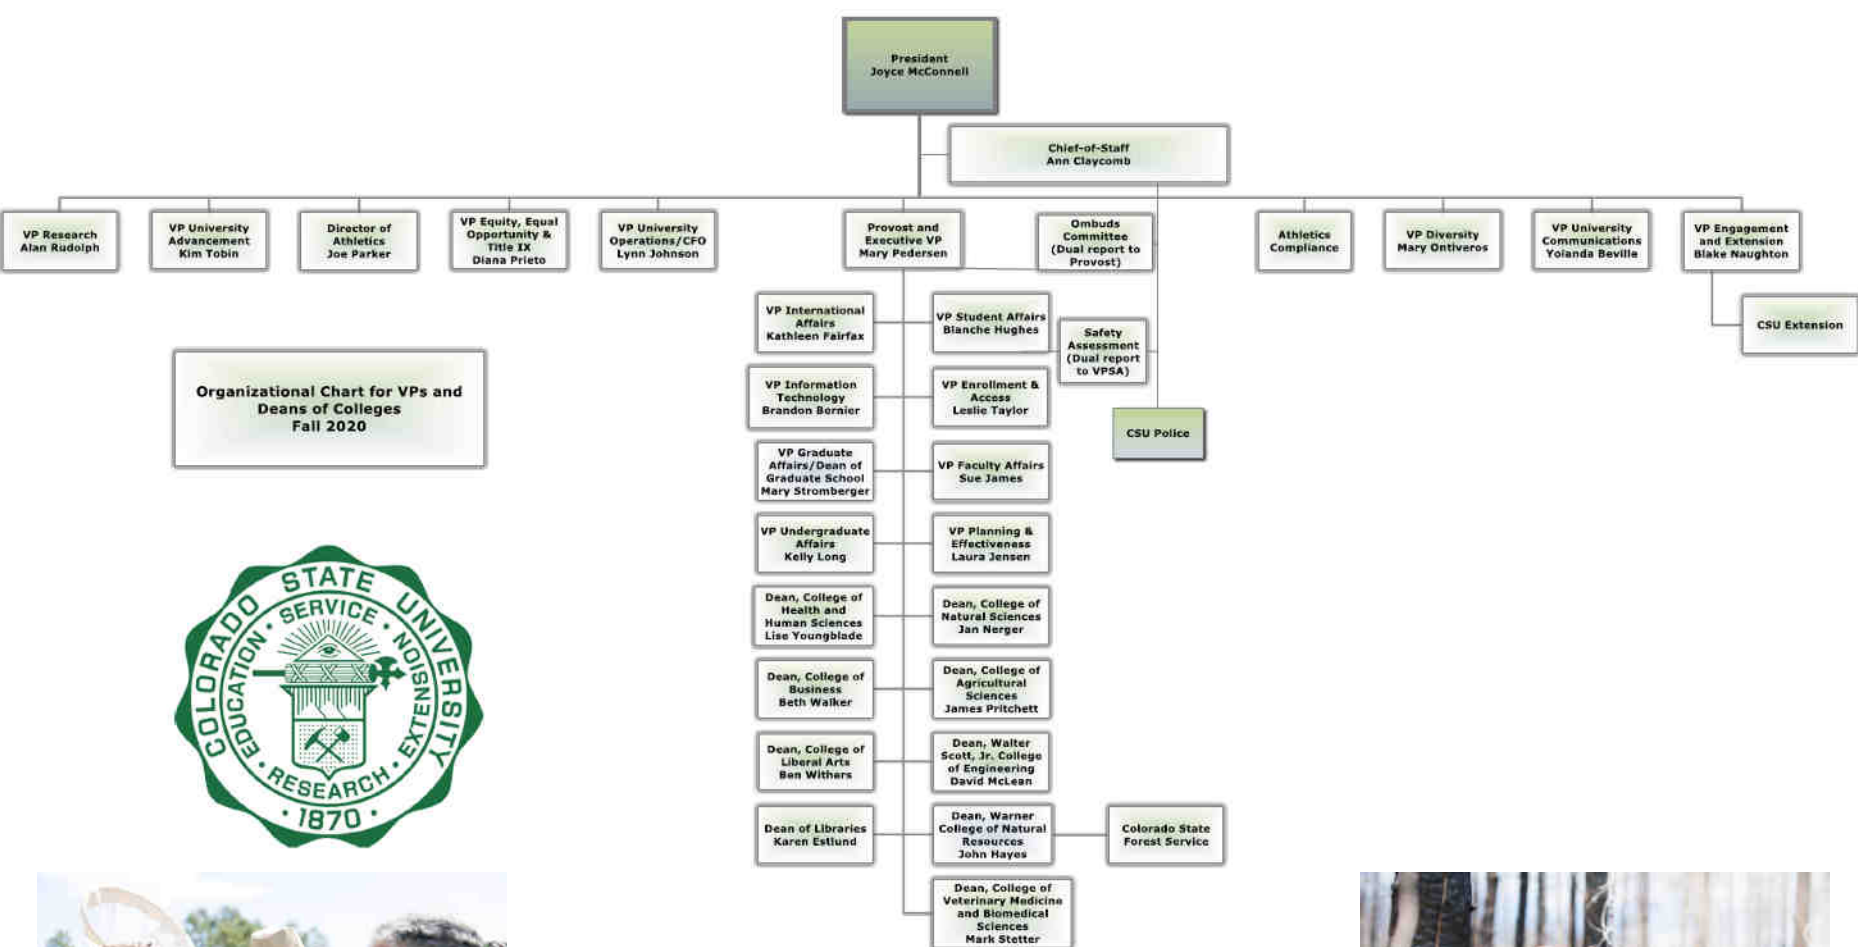 President
Joyce McConnell
Chief-of-Staff
Ann Claycomb
VP Research
Alan Rudolph
VP University
Advancement
Kim Tobin
Director of
Athletics
Joe Parker
VP Equity, Equal
Opportunity &
Title IX
Diana Prieto
VP University
Operations/CFO
Lynn Johnson
Provost and
Executive VP
Mary Pedersen
Ombuds
Committee
(Dual report to
Provost)
Athletics
Compliance
VP Diversity
Mary Ontiveros
VP University
Communications
Yolanda Beville
VP Engagement
and Extension
Blake Naughton
VP International
Affairs
Kathleen Fairfax
VP Student Affairs
Blanche Hughes
Safety
Assessment
(Dual report
to VPSA)
CSU Extension
Organizational Chart for VPs and
Deans of Colleges
Fall 2020
VP Information
Technology
Brandon Bernier
VP Enrollment &
Access
Leslie Taylor
CSU Police
VP Graduate
Affairs/Dean of
Graduate School
Mary Stromberger
VP Faculty Affairs
Sue James
VP Undergraduate
Affairs
Kelly Long
VP Planning &
Effectiveness
Laura Jensen
Dean, College of
Health and
Human Sciences
Lise Youngblade
Dean, College of
Natural Sciences
Jan Nerger
Dean, College of
Business
Beth Walker
Dean, College of
Agricultural
Sciences
James Pritchett
Dean, College of
Liberal Arts
Ben Withers
Dean, Walter
Scott, Jr. College
of Engineering
David McLean
Dean of Libraries
Karen Estlund
Dean, Warner
College of Natural
Resources
John Hayes
Colorado State
Forest Service
Dean, College of
Veterinary Medicine
and Biomedical
Sciences
Mark Stetter
COLORADO STATE UNIVERSITY
EDUCATION • SERVICE • EXTENSION • RESEARCH
• 1870 •